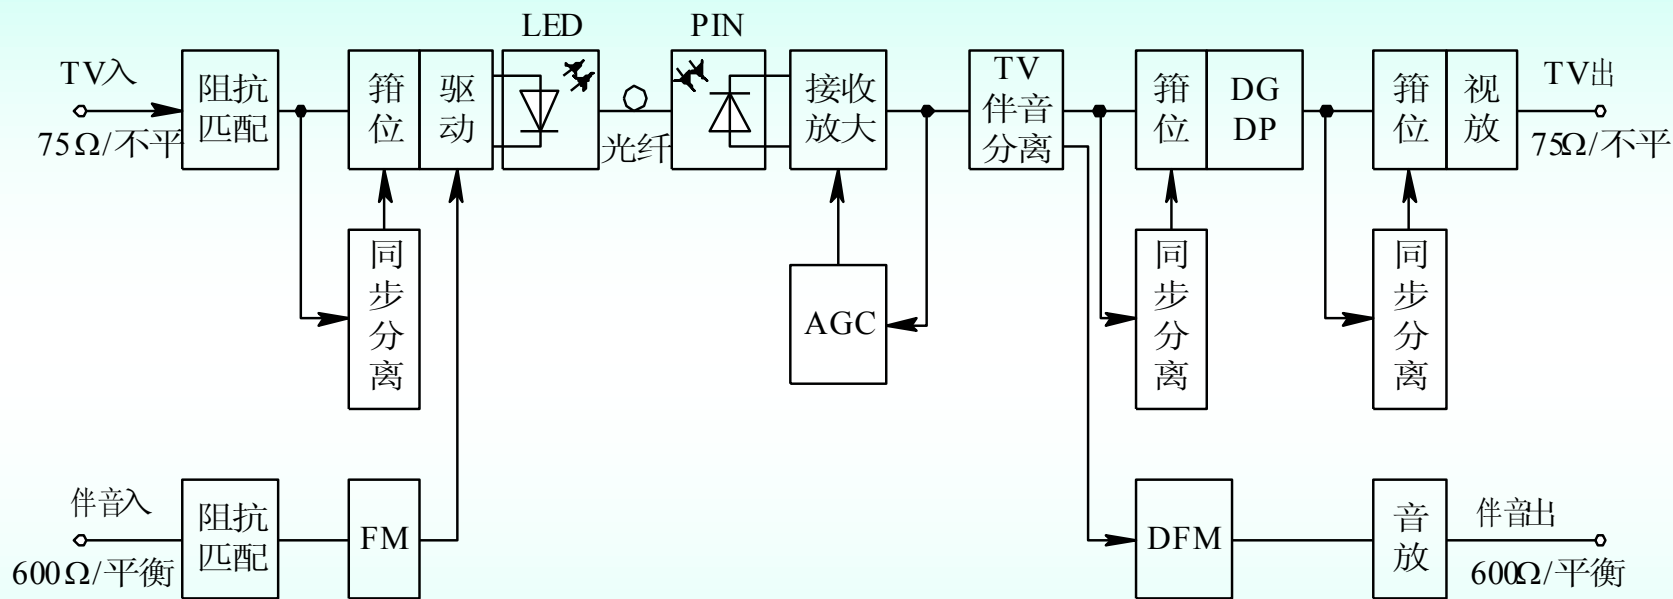 LED
PIN
TV入
75Ω/不平
阻抗
匹配
箝位
驱动
光纤
接收
放大
TV
伴音
分离
箝位
DG
DP
箝位
视放
TV出
75Ω/不平
同步分离
AGC
同步分离
同步分离
伴音入
600Ω/平衡
阻抗
匹配
FM
DFM
音放
伴音出
600Ω/平衡